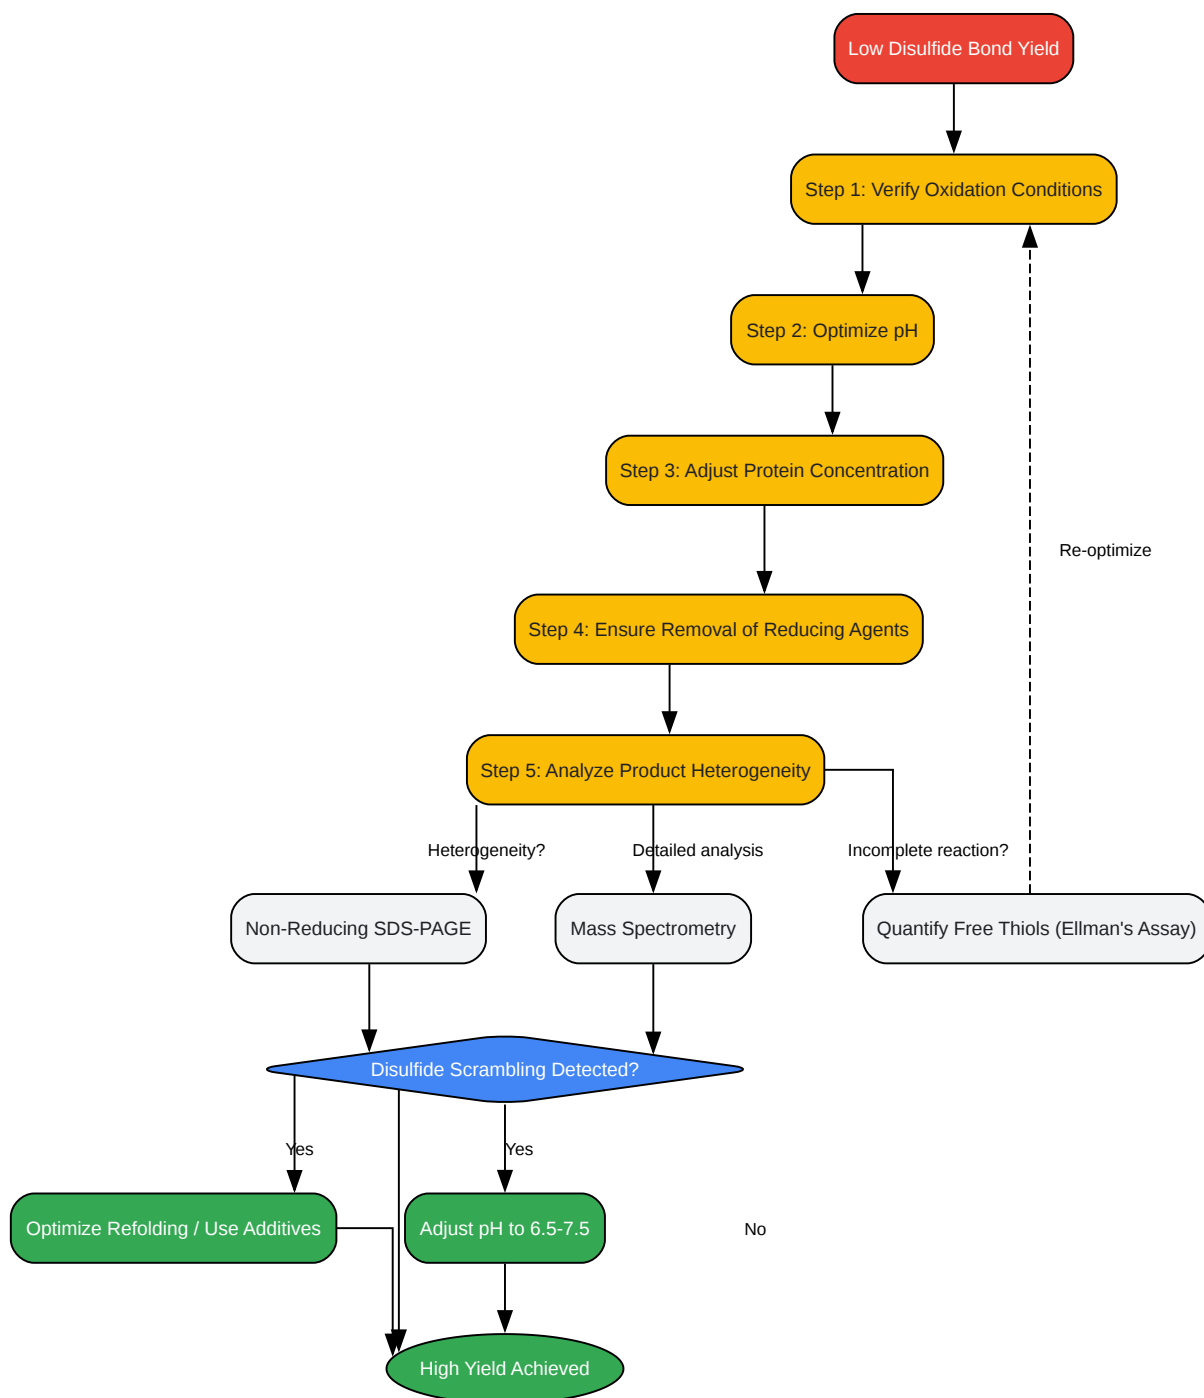 Low Disulfide Bond Yield
Step 1: Verify Oxidation Conditions
Step 2: Optimize pH
Step 3: Adjust Protein Concentration
Re-optimize
Step 4: Ensure Removal of Reducing Agents
Step 5: Analyze Product Heterogeneity
Heterogeneity?
Detailed analysis
Incomplete reaction?
Non-Reducing SDS-PAGE
Mass Spectrometry
Quantify Free Thiols (Ellman's Assay)
Disulfide Scrambling Detected?
Yes
Yes
Optimize Refolding / Use Additives
Adjust pH to 6.5-7.5
No
High Yield Achieved